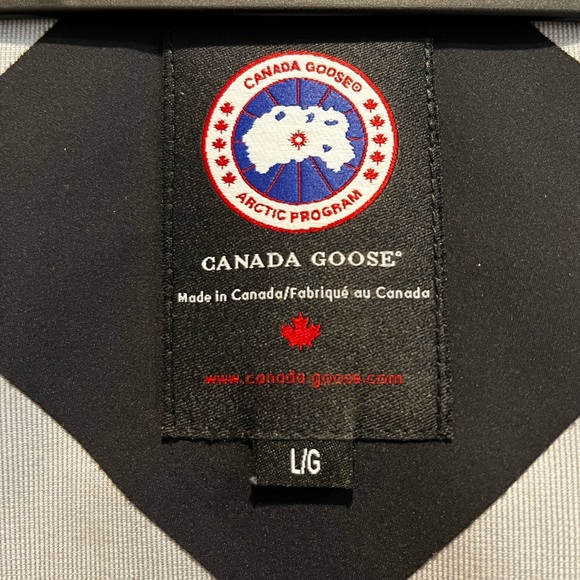 CANADA GOOSE®
ARCTIC PROGRAM
CANADA GOOSE®
Made in Canada/Fabriqué au Canada
www.canada-goose.com
L/G